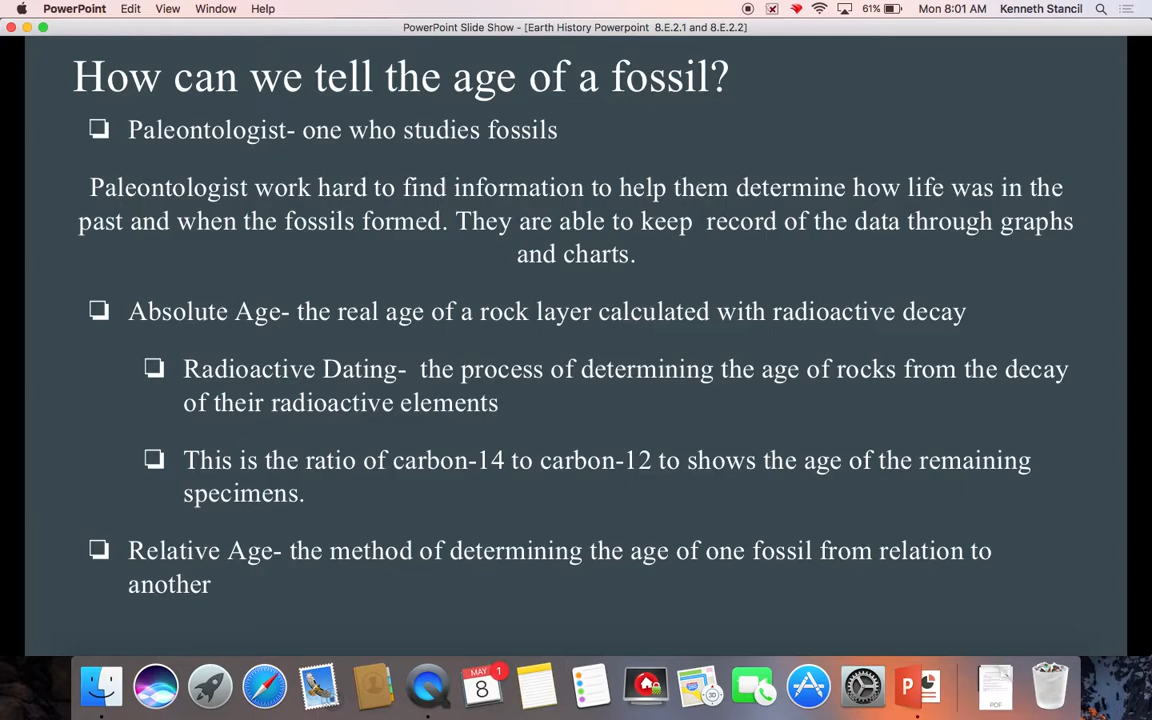 PowerPoint Edit View Window Help 61% Mon 8:01 AM Kenneth Stancil
PowerPoint Slide Show - [Earth History Powerpoint 8.E.2.1 and 8.E.2.2]
How can we tell the age of a fossil?
Paleontologist- one who studies fossils
Paleontologist work hard to find information to help them determine how life was in the
past and when the fossils formed. They are able to keep record of the data through graphs
and charts.
Absolute Age- the real age of a rock layer calculated with radioactive decay
Radioactive Dating- the process of determining the age of rocks from the decay
of their radioactive elements
This is the ratio of carbon-14 to carbon-12 to shows the age of the remaining
specimens.
Relative Age- the method of determining the age of one fossil from relation to
another
MAY
8
1
3D
P
PDF